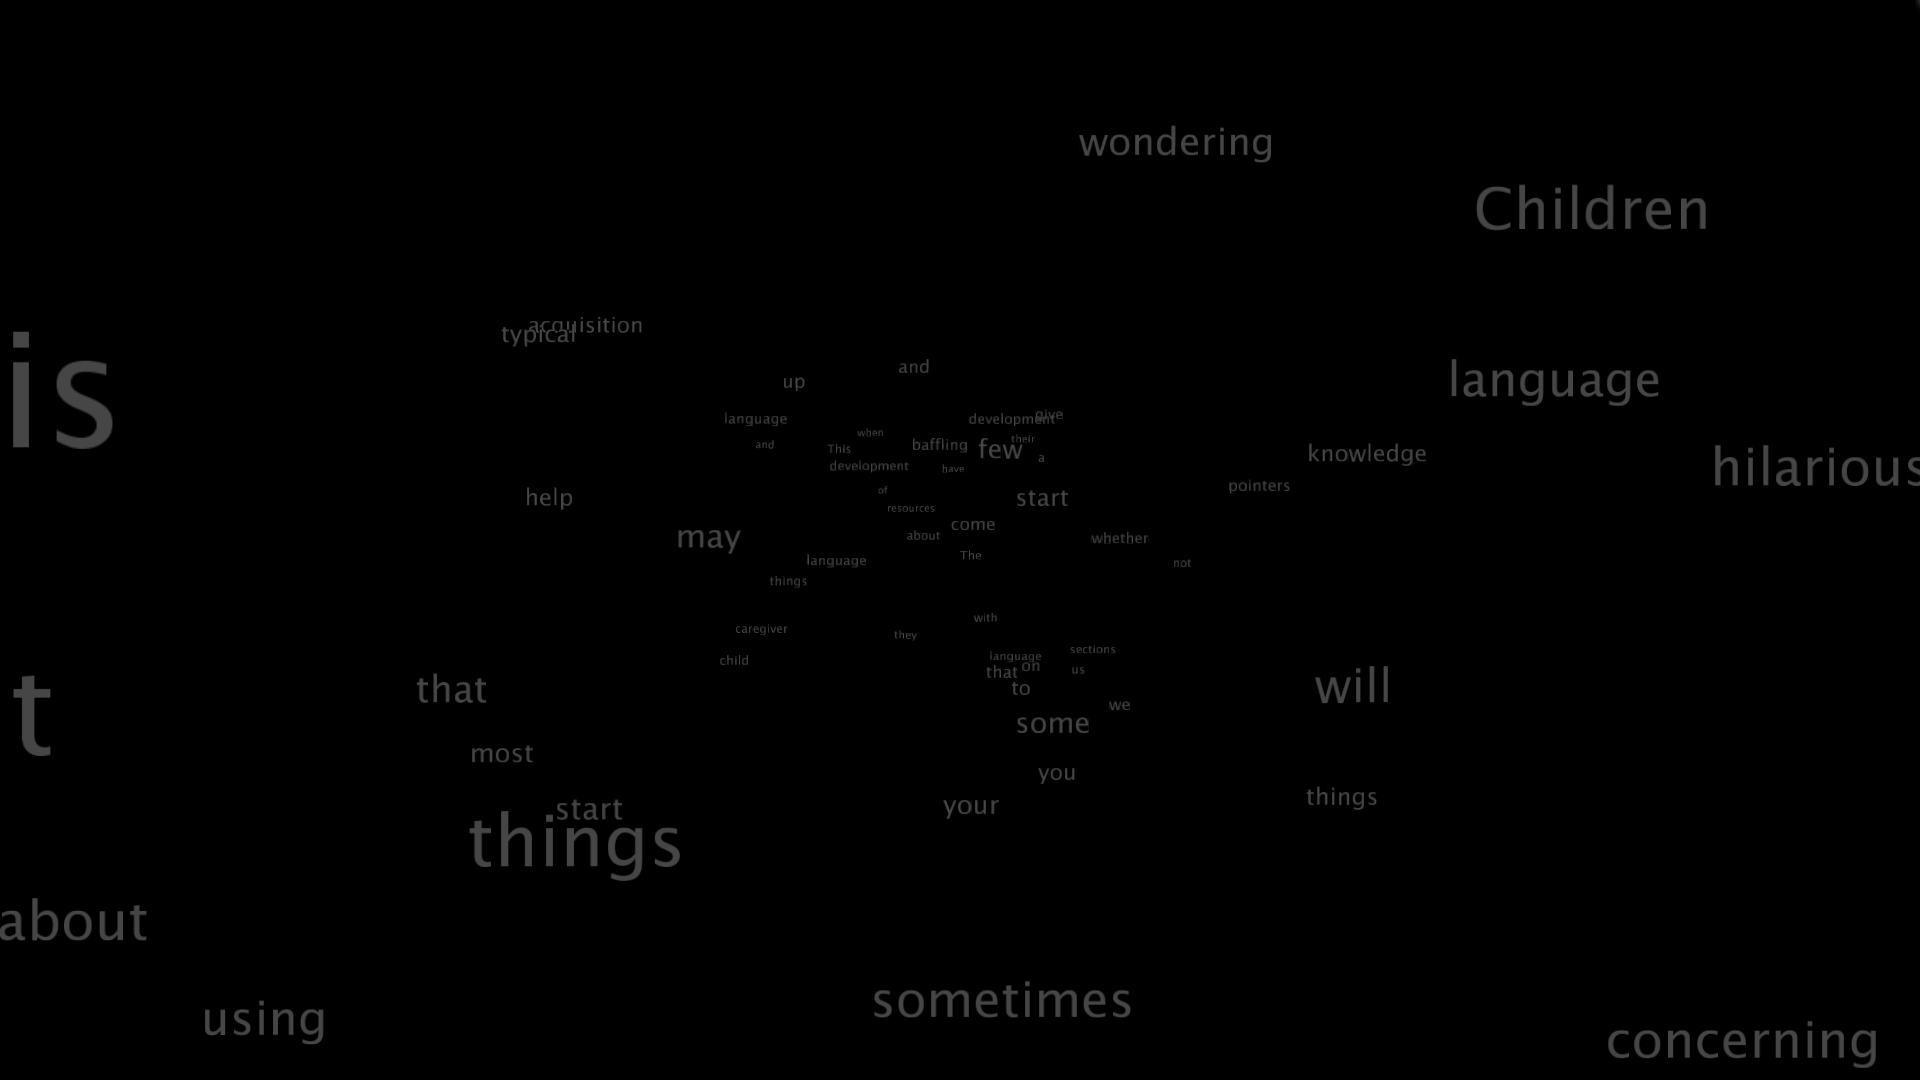 wondering
Children
acquisition
typical
is
and
up
language
give
language
development
when
their
and
This
baffling
few
a
knowledge
hilarious
development
have
pointers
of
help
start
resources
come
may
about
whether
The
language
not
things
with
caregiver
they
sections
language
child
on
that
us
that
to
will
we
t
some
most
you
things
start
your
things
about
sometimes
using
concerning